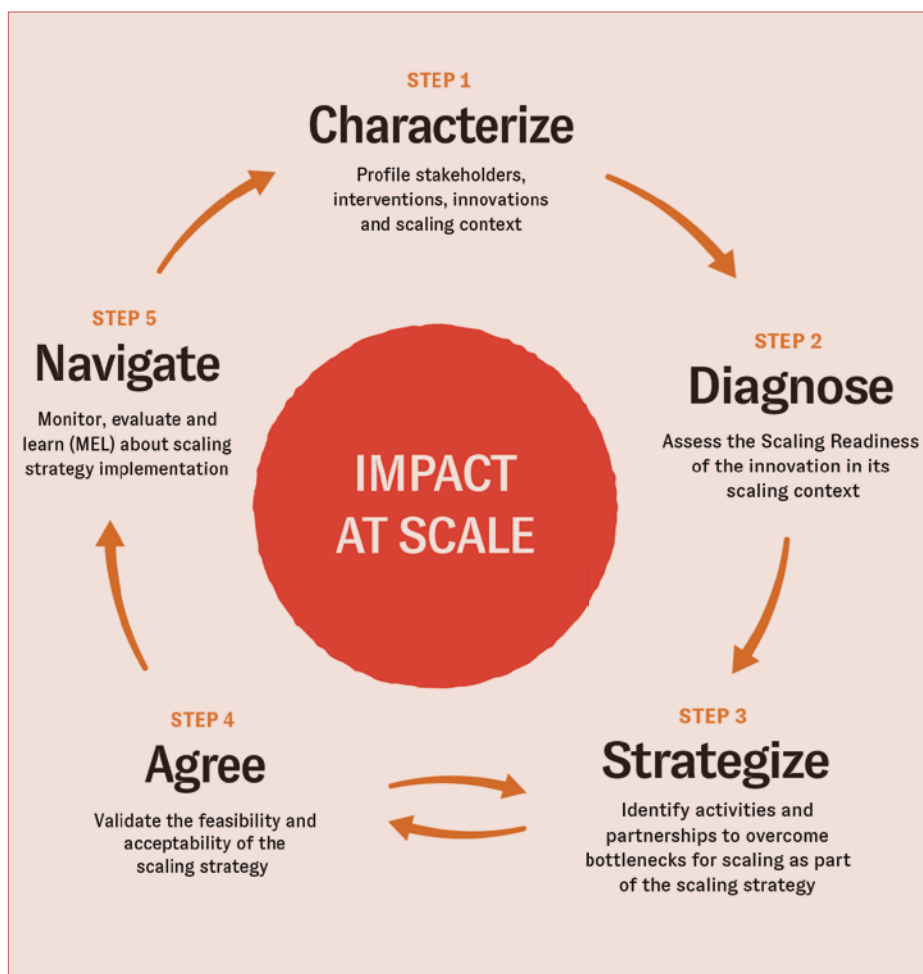 STEP 1
Characterize
Profile stakeholders,
interventions, innovations
and scaling context
STEP 2
Diagnose
Assess the Scaling Readiness
of the innovation in its
scaling context
STEP 3
Strategize
Identify activities and
partnerships to overcome
bottlenecks for scaling as part
of the scaling strategy
STEP 4
Agree
Validate the feasibility and
acceptability of the
scaling strategy
STEP 5
Navigate
Monitor, evaluate and
learn (MEL) about scaling
strategy implementation
IMPACT
AT SCALE